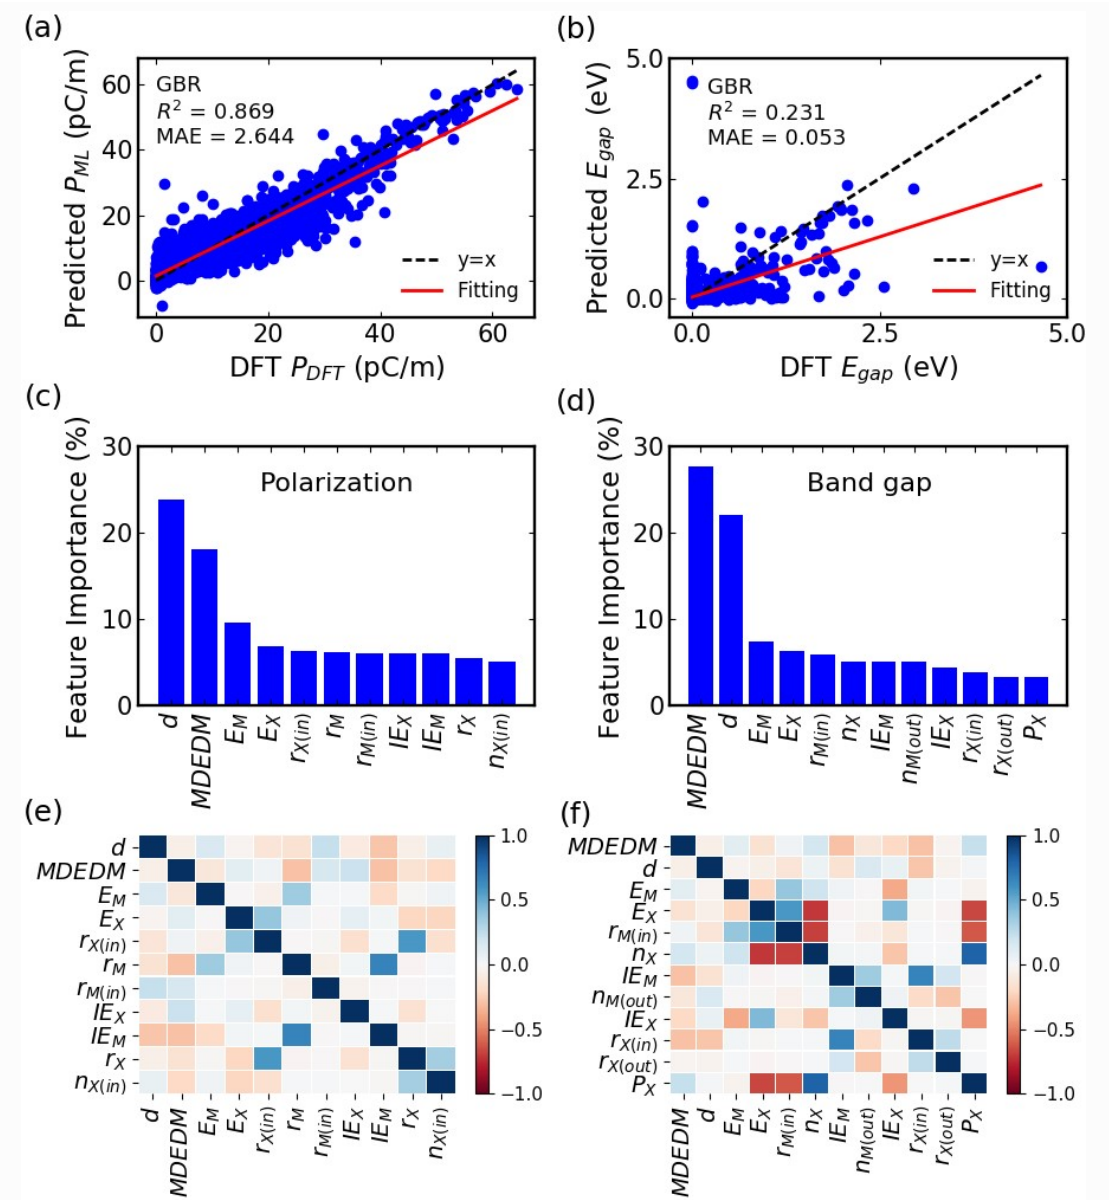 (a)
GBR
R² = 0.869
MAE = 2.644
y=x
Fitting
Predicted P_ML (pC/m)
60
40
20
0
0 20 40 60
DFT P_DFT (pC/m)
(b)
GBR
R² = 0.231
MAE = 0.053
y=x
Fitting
Predicted E_gap (eV)
5.0
2.5
0.0
0.0 2.5 5.0
DFT E_gap (eV)
(c)
Polarization
Feature Importance (%)
30
20
10
0
d MDEDM E_M E_X r_X(in) r_M r_M(in) IE_X IE_M r_X n_X(in)
(d)
Band gap
Feature Importance (%)
30
20
10
0
MDEDM d E_M E_X r_M(in) n_X IE_M n_M(out) IE_X r_X(in) r_X(out) P_X
(e)
d
MDEDM
E_M
E_X
r_X(in)
r_M
r_M(in)
IE_X
IE_M
r_X
n_X(in)
d MDEDM E_M E_X r_X(in) r_M r_M(in) IE_X IE_M r_X n_X(in)
1.0
0.5
0.0
−0.5
−1.0
(f)
MDEDM
d
E_M
E_X
r_M(in)
n_X
IE_M
n_M(out)
IE_X
r_X(in)
r_X(out)
P_X
MDEDM d E_M E_X r_M(in) n_X IE_M n_M(out) IE_X r_X(in) r_X(out) P_X
1.0
0.5
0.0
−0.5
−1.0